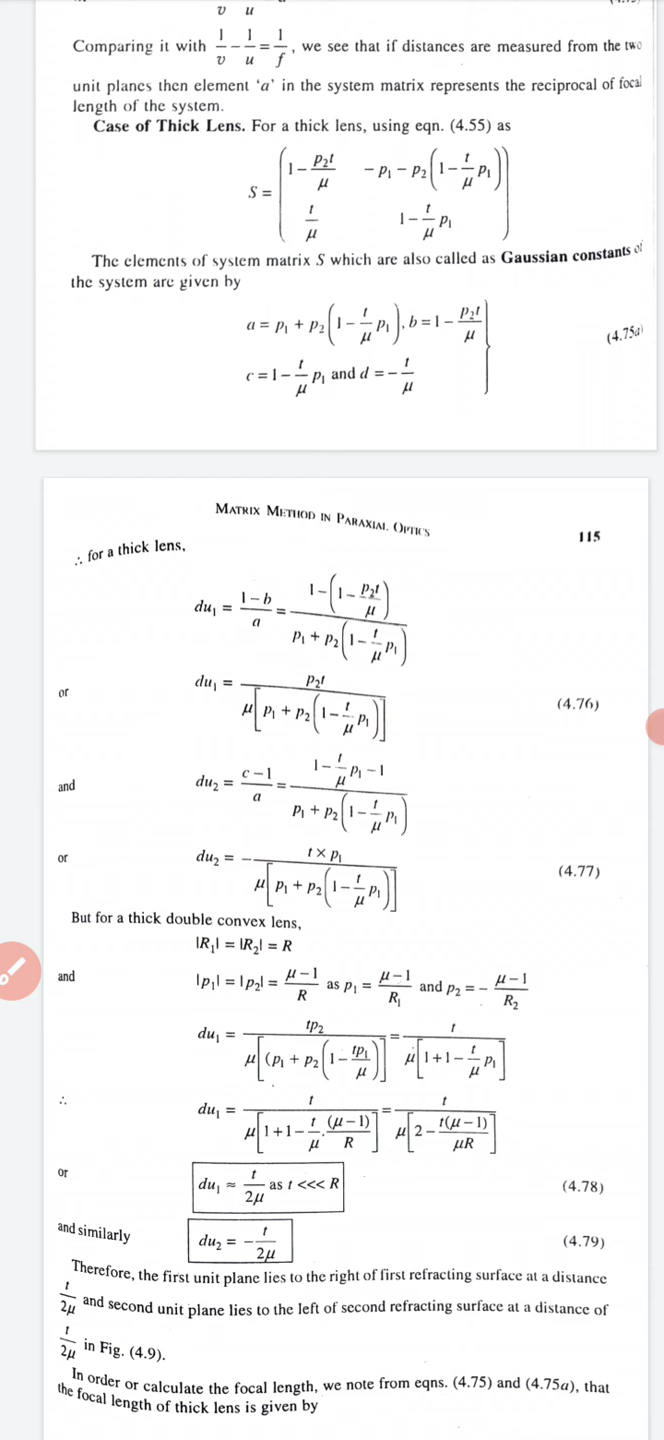 v u
Comparing it with 1/v − 1/u = 1/f, we see that if distances are measured from the two
unit planes then element ‘a’ in the system matrix represents the reciprocal of focal
length of the system.
Case of Thick Lens. For a thick lens, using eqn. (4.55) as
S = ( 1 − p₂t/μ    − p₁ − p₂(1 − t/μ p₁) )
( t/μ    1 − t/μ p₁ )
The elements of system matrix S which are also called as Gaussian constants of
the system are given by
a = p₁ + p₂(1 − t/μ p₁), b = 1 − p₂t/μ
(4.75a)
c = 1 − t/μ p₁ and d = − t/μ
MATRIX METHOD IN PARAXIAL OPTICS 115
∴ for a thick lens,
du₁ = (1 − b)/a = (1 − (1 − p₂t/μ))/(p₁ + p₂(1 − t/μ p₁))
or du₁ = p₂t/(μ[p₁ + p₂(1 − t/μ p₁)]) (4.76)
and du₂ = (c − 1)/a = (1 − t/μ p₁ − 1)/(p₁ + p₂(1 − t/μ p₁))
or du₂ = − (t × p₁)/(μ[p₁ + p₂(1 − t/μ p₁)]) (4.77)
But for a thick double convex lens,
|R₁| = |R₂| = R
and |p₁| = |p₂| = (μ − 1)/R as p₁ = (μ − 1)/R₁ and p₂ = − (μ − 1)/R₂
du₁ = tp₂/(μ[(p₁ + p₂(1 − tp₁/μ)]) = t/(μ[1 + 1 − t/μ p₁])
∴ du₁ = t/(μ[1 + 1 − t/μ . (μ − 1)/R]) = t/(μ[2 − t(μ − 1)/μR])
or du₁ ≈ t/2μ as t <<< R (4.78)
and similarly du₂ = − t/2μ (4.79)
Therefore, the first unit plane lies to the right of first refracting surface at a distance
t/2μ and second unit plane lies to the left of second refracting surface at a distance of
t/2μ in Fig. (4.9).
In order or calculate the focal length, we note from eqns. (4.75) and (4.75a), that
the focal length of thick lens is given by